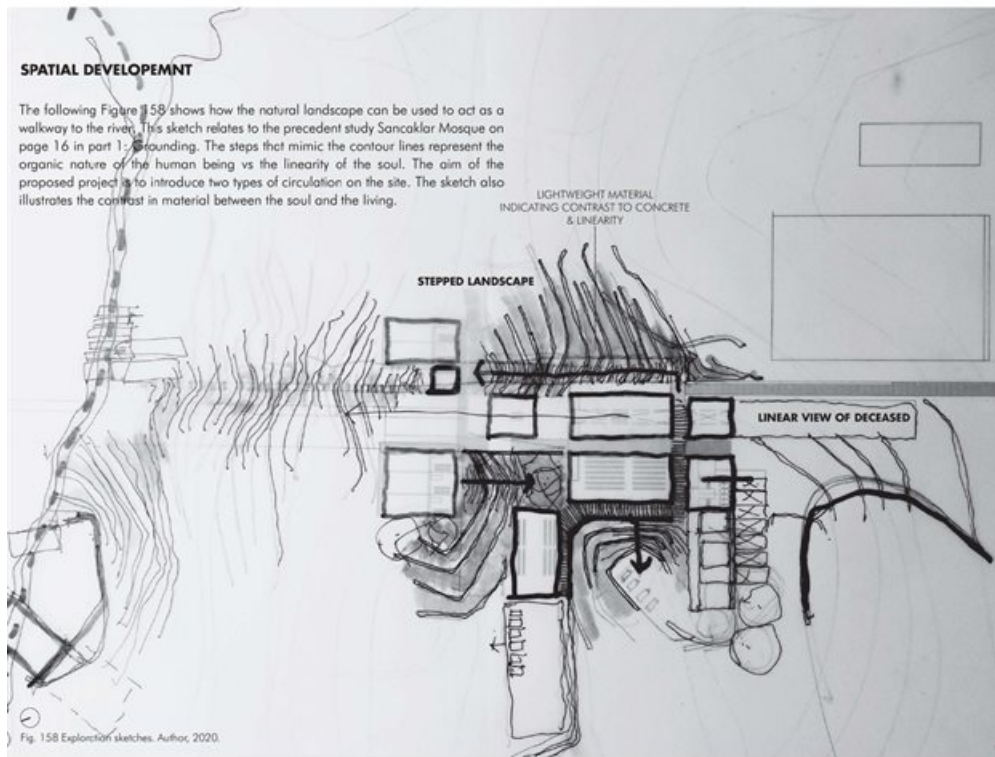 SPATIAL DEVELOPEMNT
The following Figure 158 shows how the natural landscape can be used to act as a
walkway to the river. This sketch relates to the precedent study Sancaklar Mosque on
page 16 in part 1: Grounding. The steps that mimic the contour lines represent the
organic nature of the human being vs the linearity of the soul. The aim of the
proposed project is to introduce two types of circulation on the site. The sketch also
illustrates the contrast in material between the soul and the living.
LIGHTWEIGHT MATERIAL
INDICATING CONTRAST TO CONCRETE
& LINEARITY
STEPPED LANDSCAPE
LINEAR VIEW OF DECEASED
Fig. 158 Exploration sketches. Author, 2020.